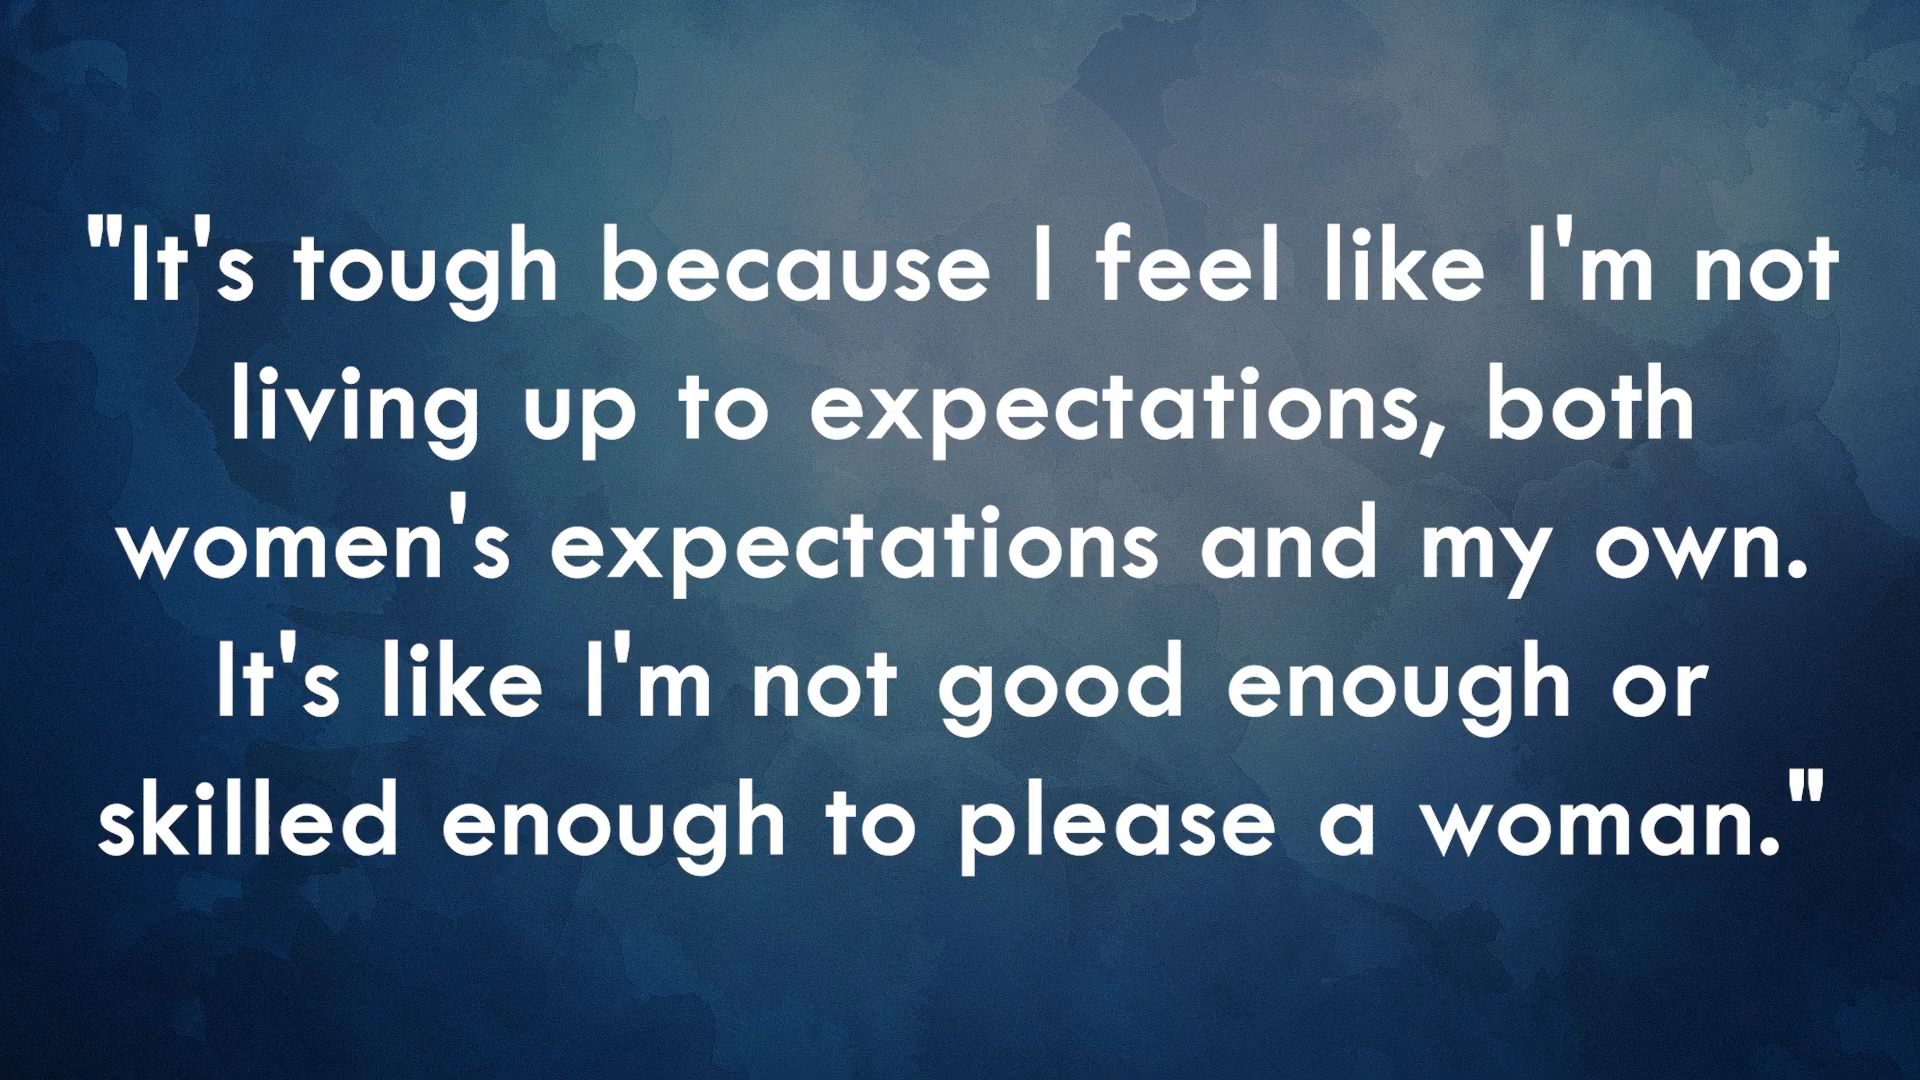 "It's tough because I feel like I'm not
living up to expectations, both
women's expectations and my own.
It's like I'm not good enough or
skilled enough to please a woman."